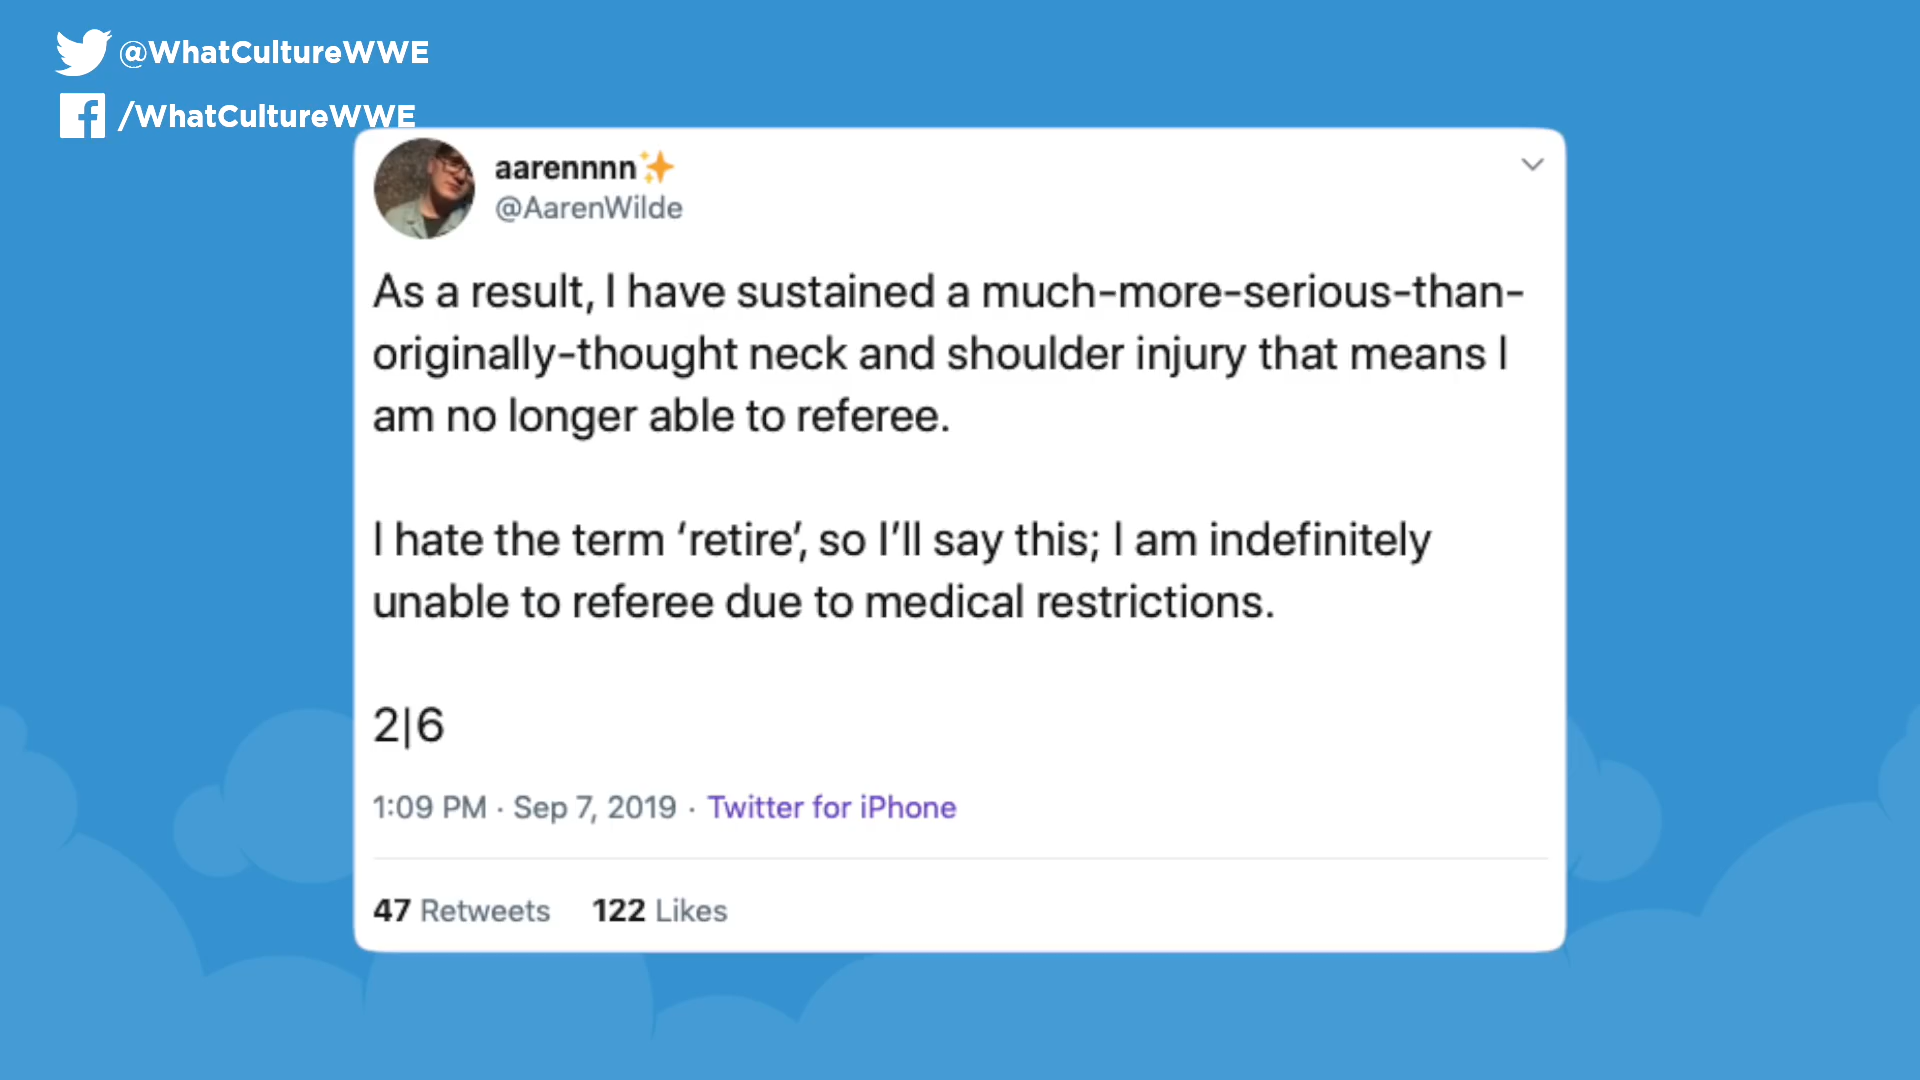 @WhatCultureWWE
/WhatCultureWWE
aarennnn✨
@AarenWilde
As a result, I have sustained a much-more-serious-than-
originally-thought neck and shoulder injury that means I
am no longer able to referee.
I hate the term ‘retire’, so I’ll say this; I am indefinitely
unable to referee due to medical restrictions.
2|6
1:09 PM · Sep 7, 2019 · Twitter for iPhone
47 Retweets 122 Likes